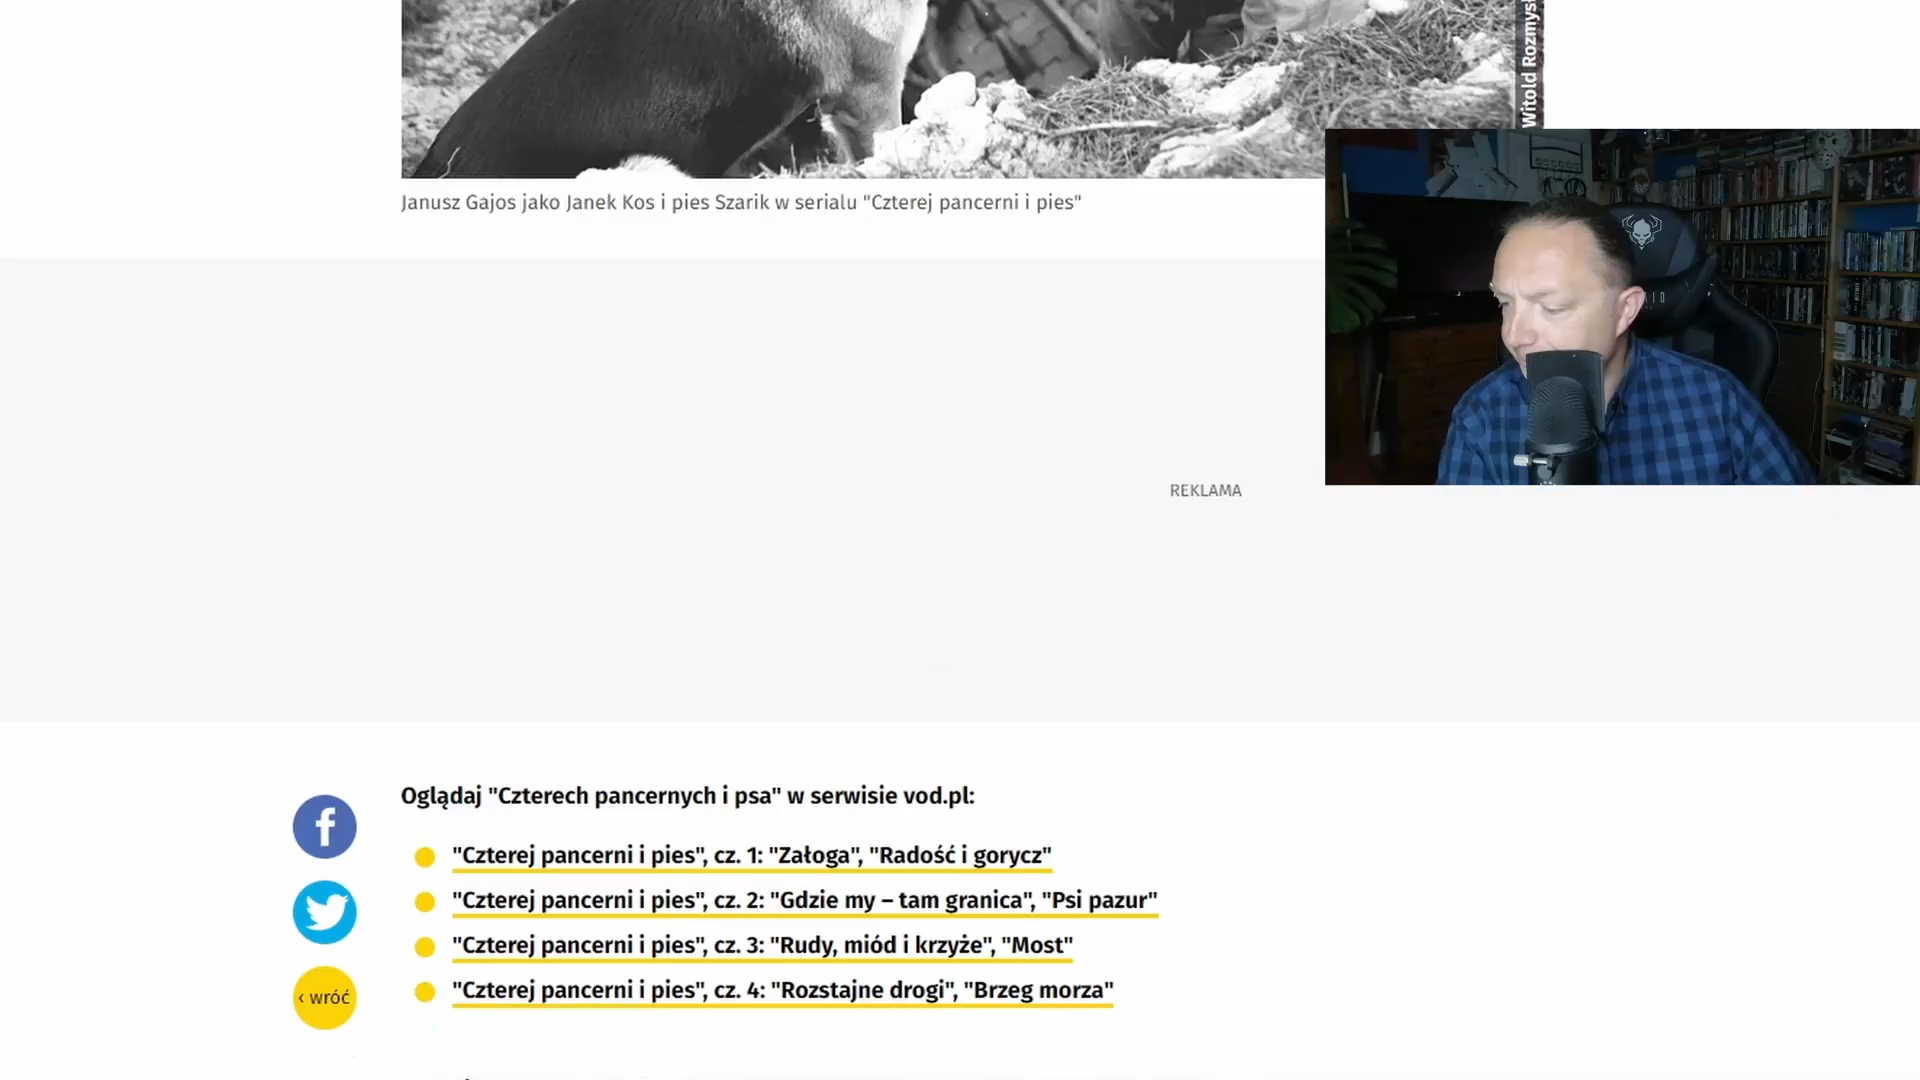 Witold Rozmysł
Janusz Gajos jako Janek Kos i pies Szarik w serialu "Czterej pancerni i pies"
REKLAMA
Oglądaj "Czterech pancernych i psa" w serwisie vod.pl:
"Czterej pancerni i pies", cz. 1: "Załoga", "Radość i gorycz"
"Czterej pancerni i pies", cz. 2: "Gdzie my – tam granica", "Psi pazur"
"Czterej pancerni i pies", cz. 3: "Rudy, miód i krzyże", "Most"
‹ wróć
"Czterej pancerni i pies", cz. 4: "Rozstajne drogi", "Brzeg morza"